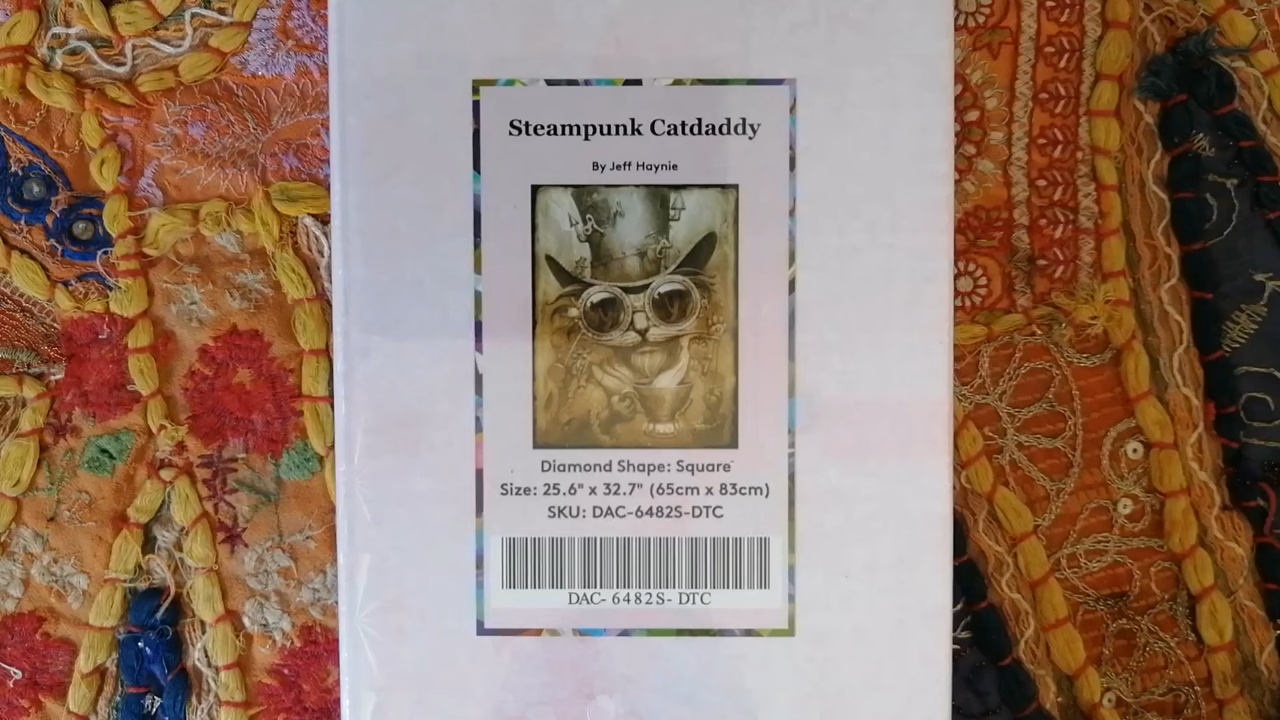 Steampunk Catdaddy
By Jeff Haynie
Diamond Shape: Square
Size: 25.6" x 32.7" (65cm x 83cm)
SKU: DAC-6482S-DTC
DAC- 6482S- DTC